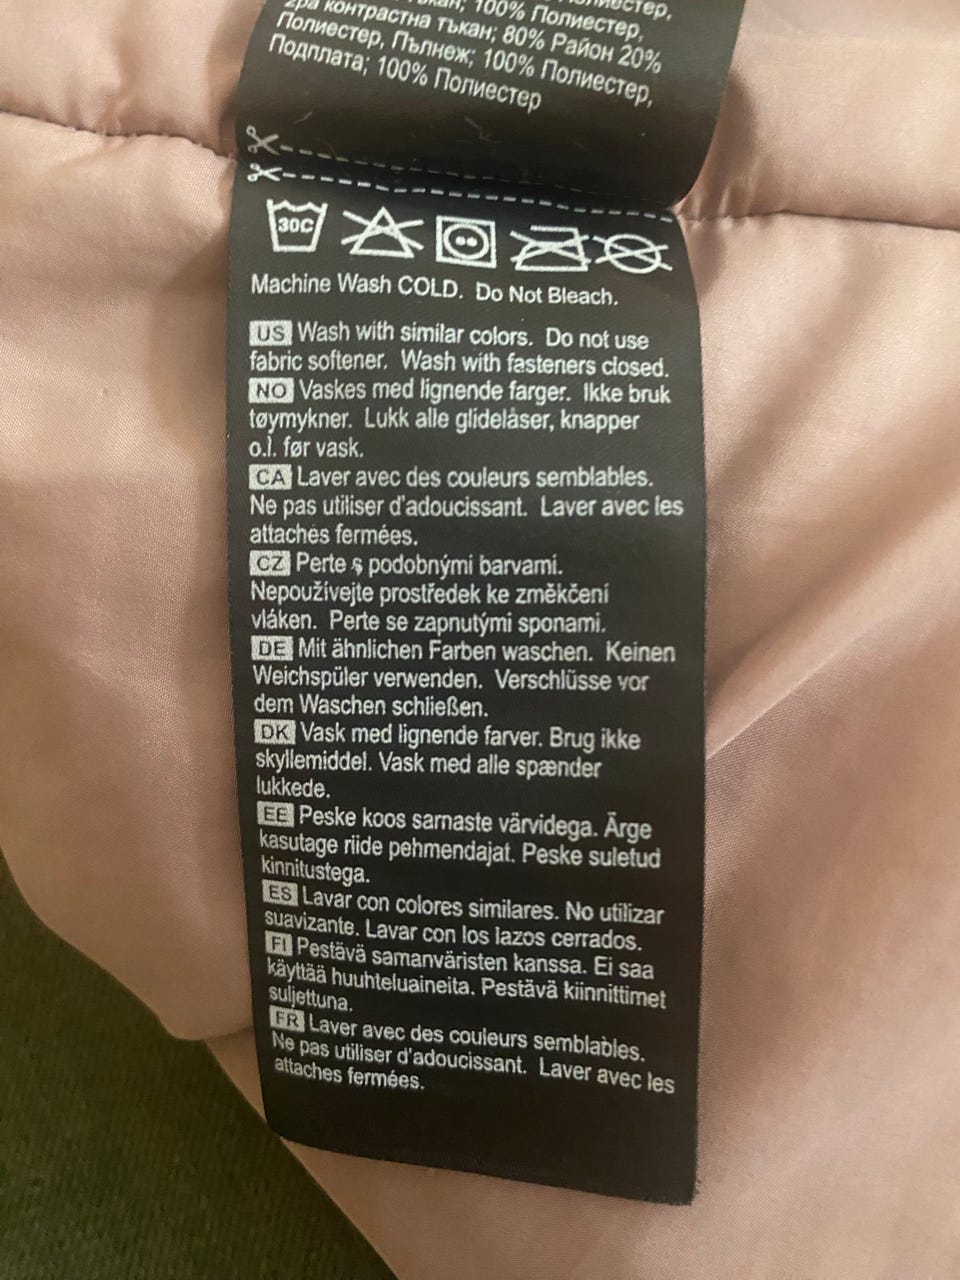 100% Полиестер,
2ра контрастна тъкан; 80% Район 20%
Полиестер, Пълнеж; 100% Полиестер,
Подплата; 100% Полиестер
30C
Machine Wash COLD. Do Not Bleach.
US Wash with similar colors. Do not use
fabric softener. Wash with fasteners closed.
NO Vaskes med lignende farger. Ikke bruk
tøymykner. Lukk alle glidelåser, knapper
o.l. før vask.
CA Laver avec des couleurs semblables.
Ne pas utiliser d'adoucissant. Laver avec les
attaches fermées.
CZ Perte s podobnými barvami.
Nepoužívejte prostředek ke změkčení
vláken. Perte se zapnutými sponami.
DE Mit ähnlichen Farben waschen. Keinen
Weichspüler verwenden. Verschlüsse vor
dem Waschen schließen.
DK Vask med lignende farver. Brug ikke
skyllemiddel. Vask med alle spænder
lukkede.
EE Peske koos sarnaste värvidega. Ärge
kasutage riide pehmendajat. Peske suletud
kinnitustega.
ES Lavar con colores similares. No utilizar
suavizante. Lavar con los lazos cerrados.
FI Pestävä samanväristen kanssa. Ei saa
käyttää huuhteluaineita. Pestävä kiinnittimet
suljettuna.
FR Laver avec des couleurs semblables.
Ne pas utiliser d'adoucissant. Laver avec les
attaches fermées.